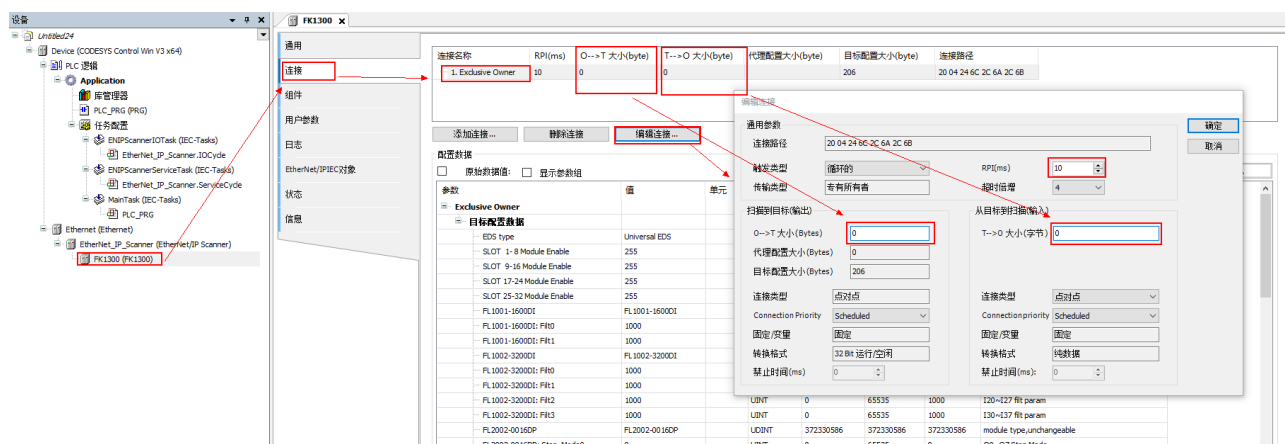 设备
Untitled24
Device (CODESYS Control Win V3 x64)
PLC 逻辑
Application
库管理器
PLC_PRG (PRG)
任务配置
ENIPScannerIOTask (IEC-Tasks)
EtherNet_IP_Scanner.IOCycle
ENIPScannerServiceTask (IEC-Tasks)
EtherNet_IP_Scanner.ServiceCycle
MainTask (IEC-Tasks)
PLC_PRG
Ethernet (Ethernet)
EtherNet_IP_Scanner (EtherNet/IP Scanner)
FK1300 (FK1300)
FK1300
通用
连接
组件
用户参数
日志
EtherNet/IPIEC对象
状态
信息
连接名称 RPI(ms) O-->T 大小(byte) T-->O 大小(byte) 代理配置大小(byte) 目标配置大小(byte) 连接路径
1. Exclusive Owner 10 0 0 206 20 04 24 6C 2C 6A 2C 6B
添加连接... 删除连接 编辑连接...
配置数据
原始数据值: 显示参数组
参数 值 单元
Exclusive Owner
目标配置数据
EDS type Universal EDS
SLOT 1- 8 Module Enable 255
SLOT 9-16 Module Enable 255
SLOT 17-24 Module Enable 255
SLOT 25-32 Module Enable 255
FL1001-1600DI FL1001-1600DI
FL1001-1600DI: Filt0 1000
FL1001-1600DI: Filt1 1000
FL1002-3200DI FL1002-3200DI
FL1002-3200DI: Filt0 1000
FL1002-3200DI: Filt1 1000
FL1002-3200DI: Filt2 1000 UINT 0 65535 1000 I20~I27 filt param
FL1002-3200DI: Filt3 1000 UINT 0 65535 1000 I30~I37 filt param
FL2002-0016DP FL2002-0016DP UDINT 372330586 372330586 372330586 module type,unchangeable
编辑连接
通用参数
连接路径 20 04 24 6C 2C 6A 2C 6B
触发类型 循环的 RPI(ms) 10
传输类型 专有所有者 超时倍增 4
确定
取消
扫描到目标(输出) 从目标到扫描(输入)
O-->T 大小(Bytes) 0 T-->O 大小(字节) 0
代理配置大小(Bytes) 0
目标配置大小(Bytes) 206
连接类型 点对点 连接类型 点对点
Connection Priority Scheduled Connectionpriority Scheduled
固定/变量 固定 固定/变量 固定
转换格式 32 Bit 运行/空闲 转换格式 纯数据
禁止时间(ms) 0 禁止时间(ms): 0